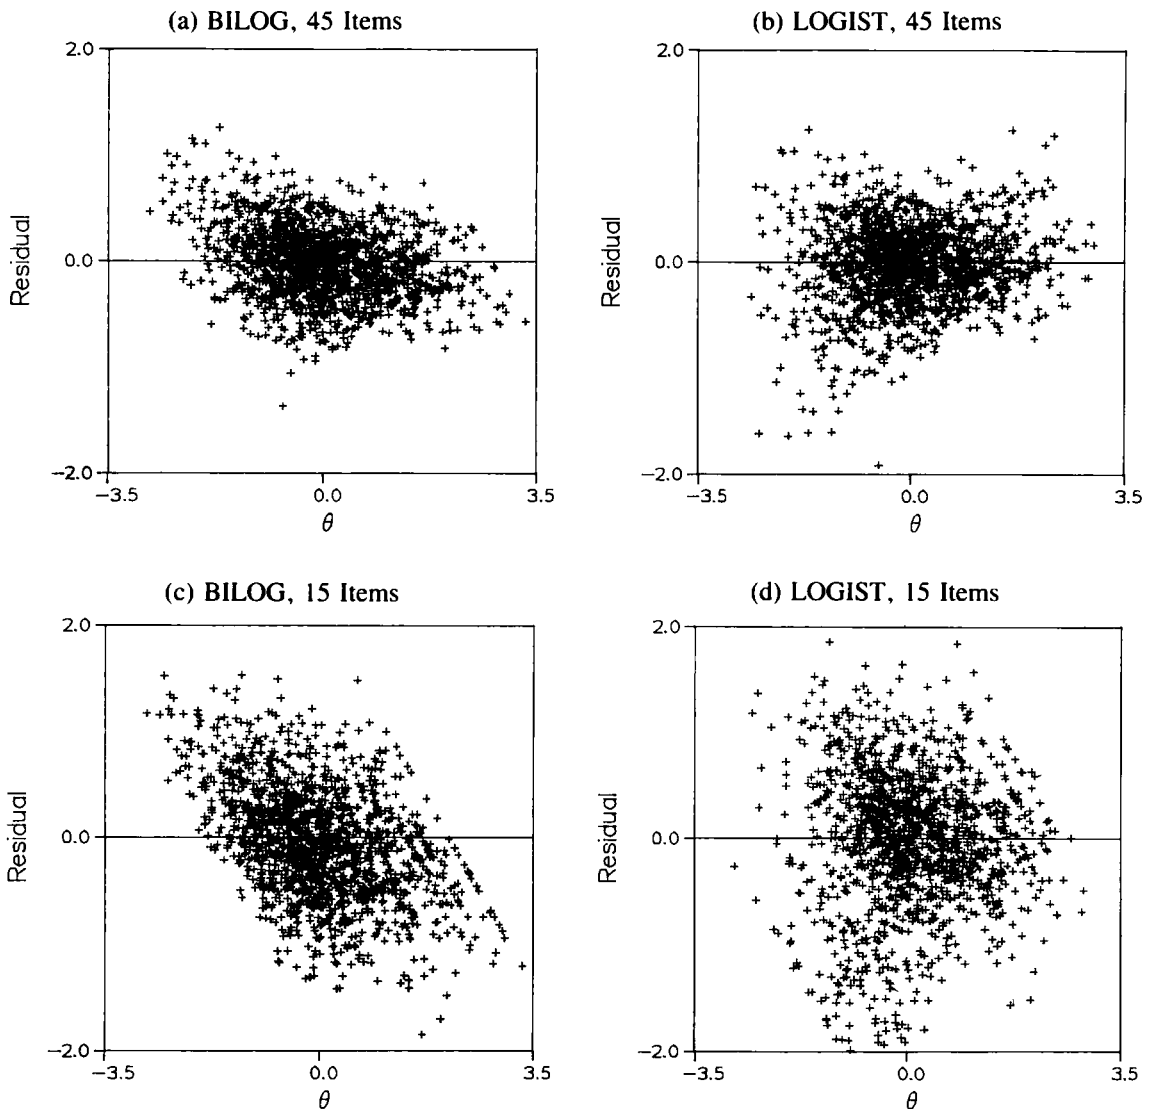 (a) BILOG, 45 Items
(b) LOGIST, 45 Items
2.0
2.0
Residual
Residual
0.0
0.0
−2.0
−2.0
−3.5
0.0
3.5
−3.5
0.0
3.5
θ
θ
(c) BILOG, 15 Items
(d) LOGIST, 15 Items
2.0
2.0
Residual
Residual
0.0
0.0
−2.0
−2.0
−3.5
0.0
3.5
−3.5
0.0
3.5
θ
θ